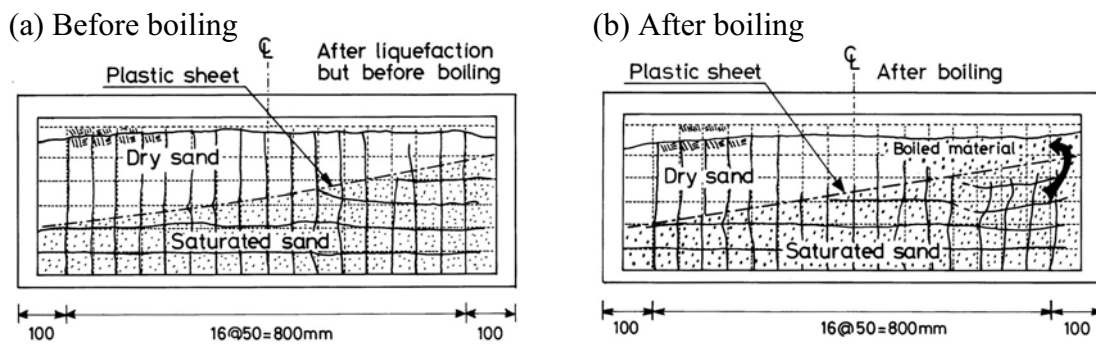 (a) Before boiling
℄
After liquefaction
but before boiling
Plastic sheet
Dry sand
Saturated sand
100
16@50=800mm
100
(b) After boiling
℄
After boiling
Plastic sheet
Boiled material
Dry sand
Saturated sand
100
16@50=800mm
100